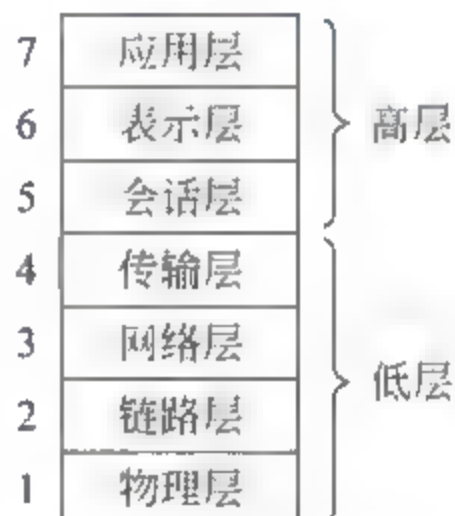 7 应用层
6 表示层 高层
5 会话层
4 传输层
3 网络层
2 链路层 低层
1 物理层